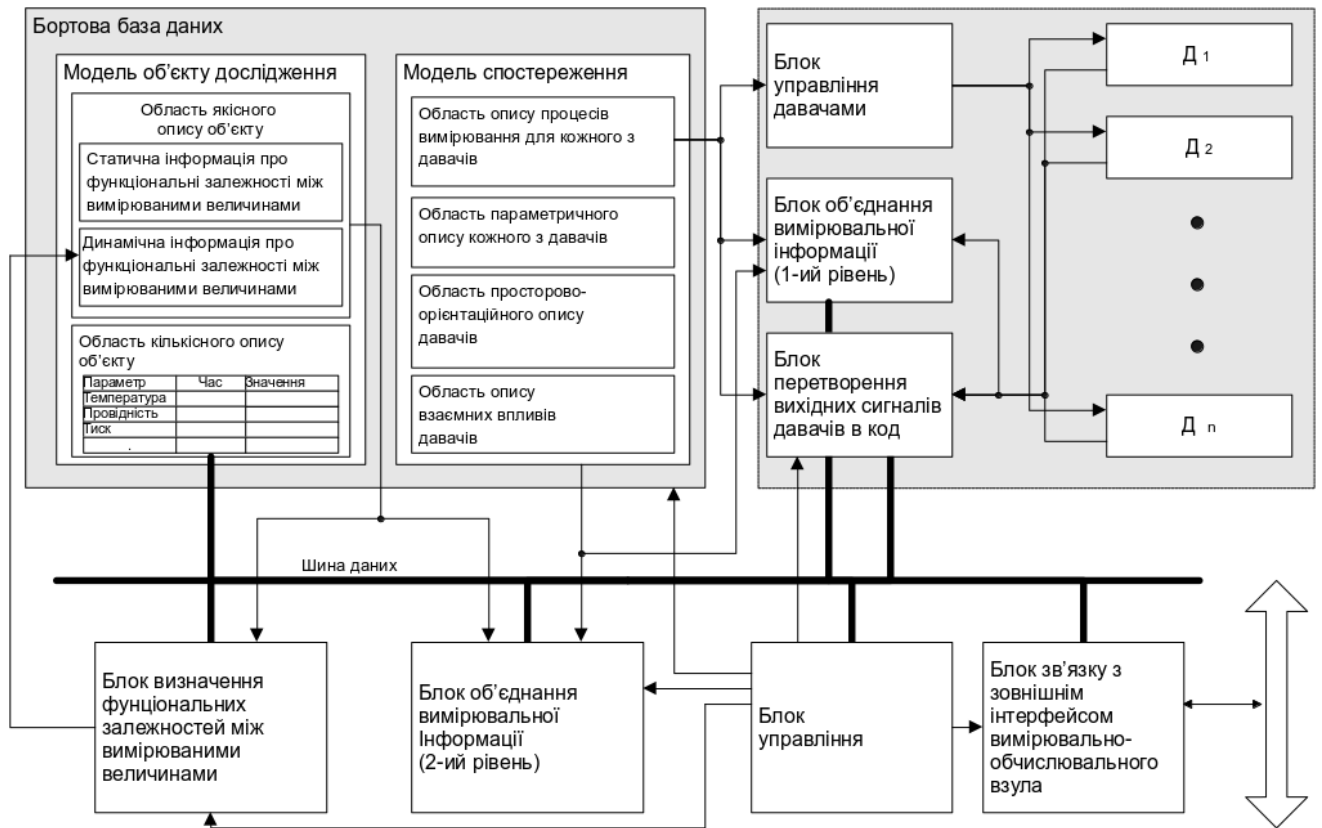 Бортова база даних
Модель об’єкту дослідження
Область якісного
опису об’єкту
Статична інформація про
функціональні залежності між
вимірюваними величинами
Динамічна інформація про
функціональні залежності між
вимірюваними величинами
Область кількісного опису
об’єкту
Параметр Час Значення
Температура
Провідність
Тиск
.
Модель спостереження
Область опису процесів
вимірювання для кожного з
давачів
Область параметричного
опису кожного з давачів
Область просторово-
орієнтаційного опису
давачів
Область опису
взаємних впливів
давачів
Блок
управління
давачами
Блок об’єднання
вимірювальної
інформації
(1-ий рівень)
Блок
перетворення
вихідних сигналів
давачів в код
Д 1
Д 2
Д n
Шина даних
Блок визначення
фунціональних
залежностей між
вимірюваними
величинами
Блок об’єднання
вимірювальної
Інформації
(2-ий рівень)
Блок
управління
Блок зв’язку з
зовнішнім
інтерфейсом
вимірювально-
обчислювального
взула